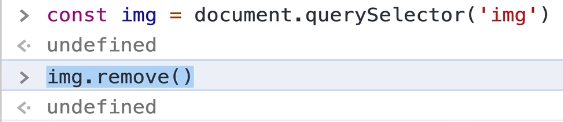 > const img = document.querySelector('img')
<· undefined
> img.remove()
<· undefined